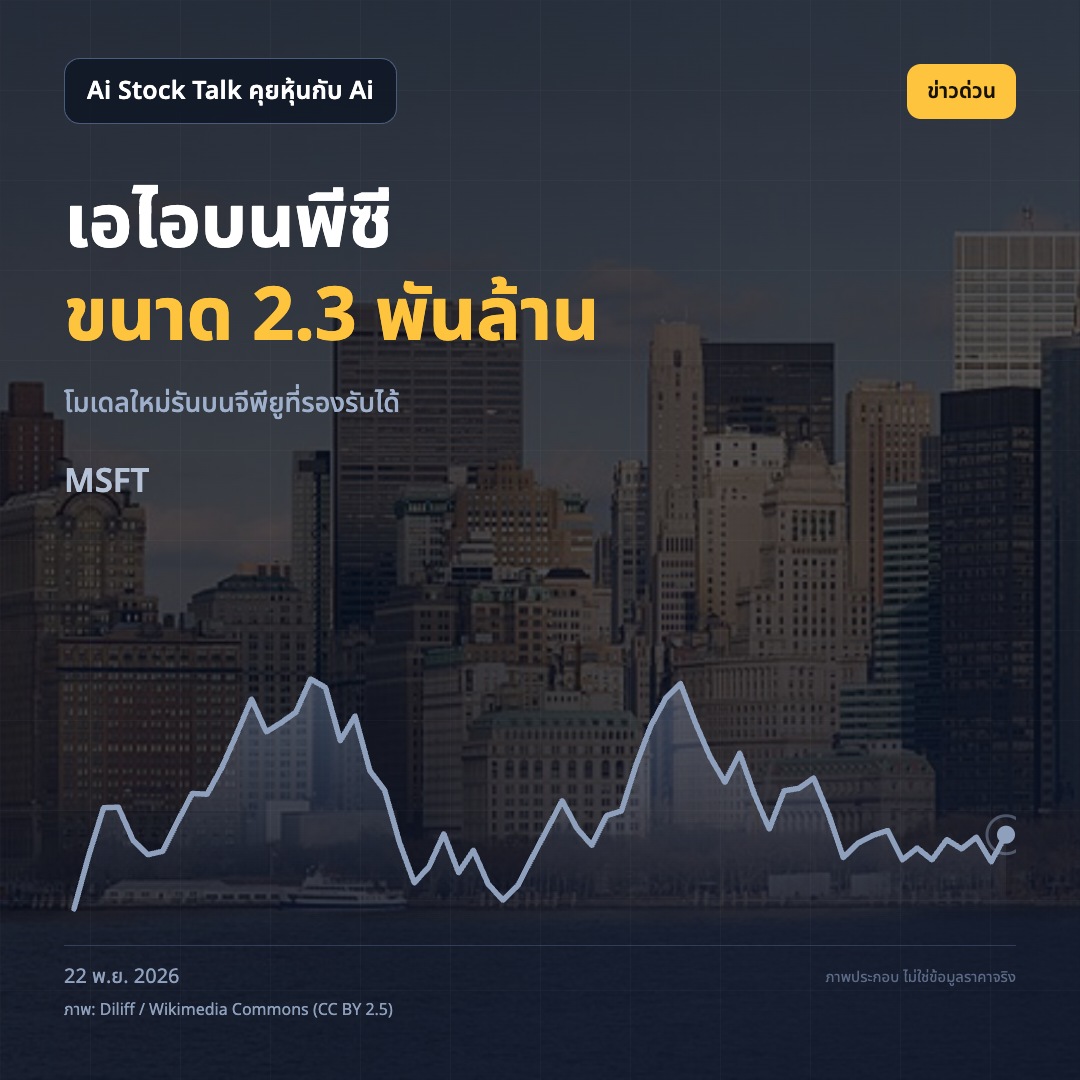 Ai Stock Talk คุยหุ้นกับ Ai
ข่าวด่วน
เอไอบนพีซี
ขนาด 2.3 พันล้าน
โมเดลใหม่รันบนจีพียูที่รองรับได้
MSFT
22 พ.ย. 2026
ภาพประกอบ ไม่ใช่ข้อมูลราคาจริง
ภาพ: Diliff / Wikimedia Commons (CC BY 2.5)